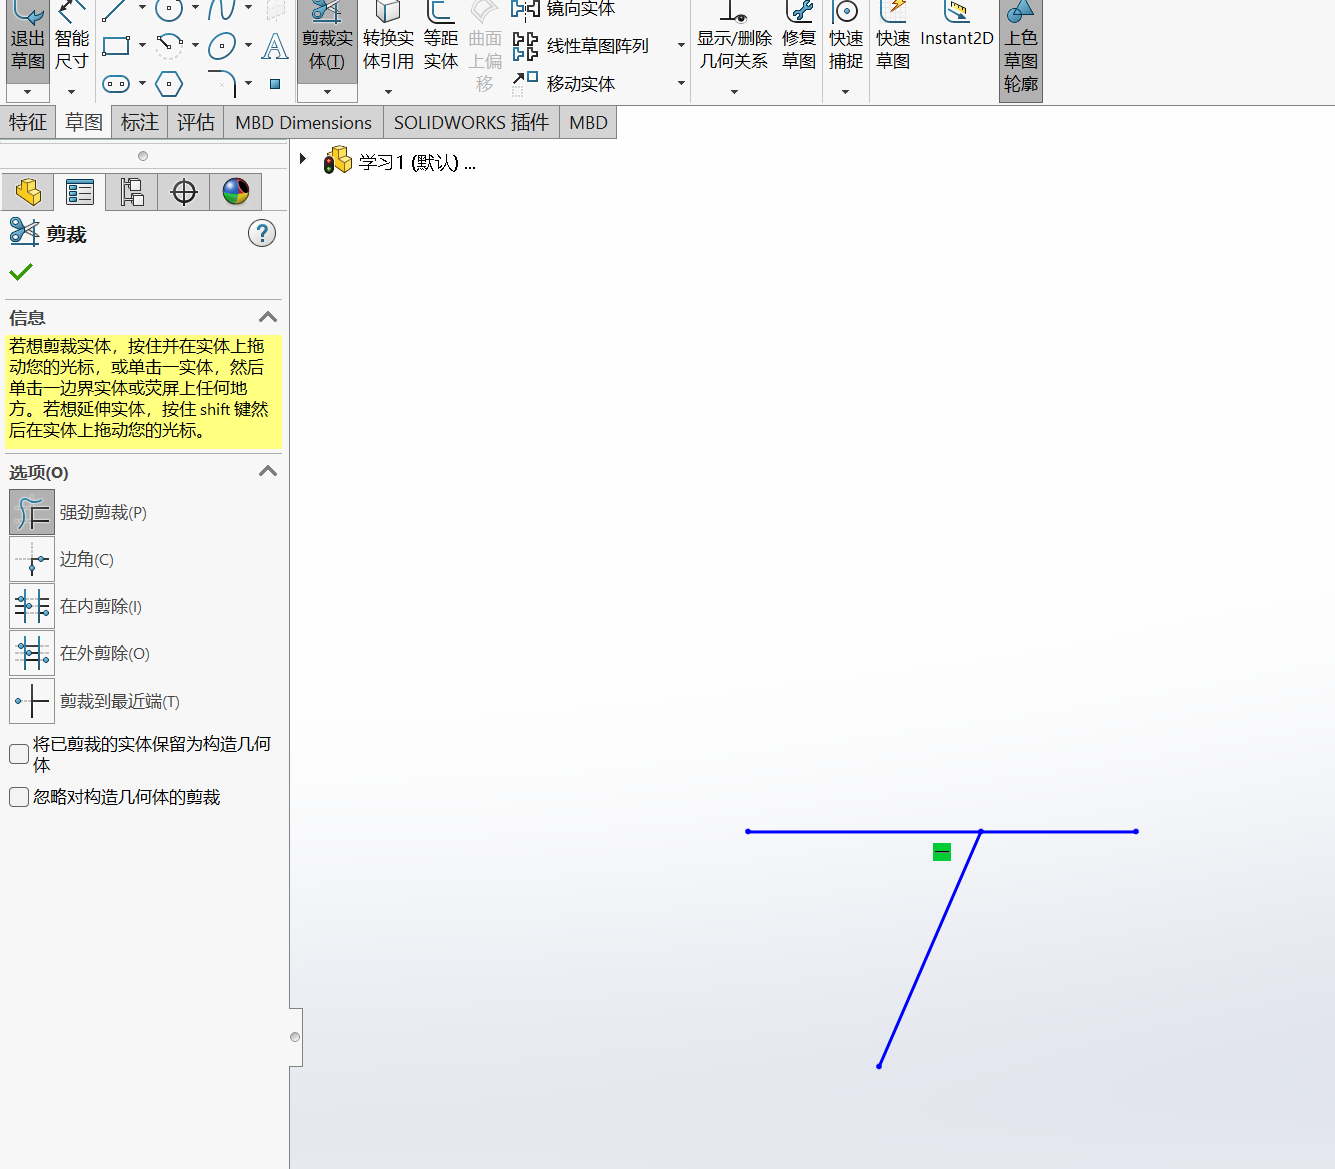 退出草图
智能尺寸
剪裁实体(T)
转换实体引用
等距实体
曲面上偏移
镜向实体
线性草图阵列
移动实体
显示/删除几何关系
修复草图
快速捕捉
快速草图
Instant2D
上色草图轮廓
特征 草图 标注 评估 MBD Dimensions SOLIDWORKS 插件 MBD
学习1 (默认) ...
剪裁
?
信息
若想剪裁实体，按住并在实体上拖
动您的光标，或单击一实体，然后
单击一边界实体或荧屏上任何地
方。若想延伸实体，按住 shift 键然
后在实体上拖动您的光标。
选项(O)
强劲剪裁(P)
边角(C)
在内剪除(I)
在外剪除(O)
剪裁到最近端(T)
将已剪裁的实体保留为构造几何
体
忽略对构造几何体的剪裁